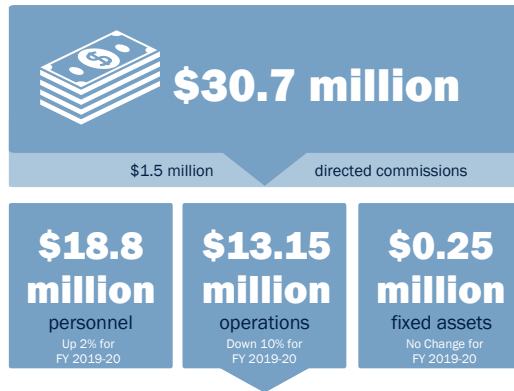 $30.7 million
$1.5 million directed commissions
$18.8
million
personnel
Up 2% for
FY 2019-20
$13.15
million
operations
Down 10% for
FY 2019-20
$0.25
million
fixed assets
No Change for
FY 2019-20